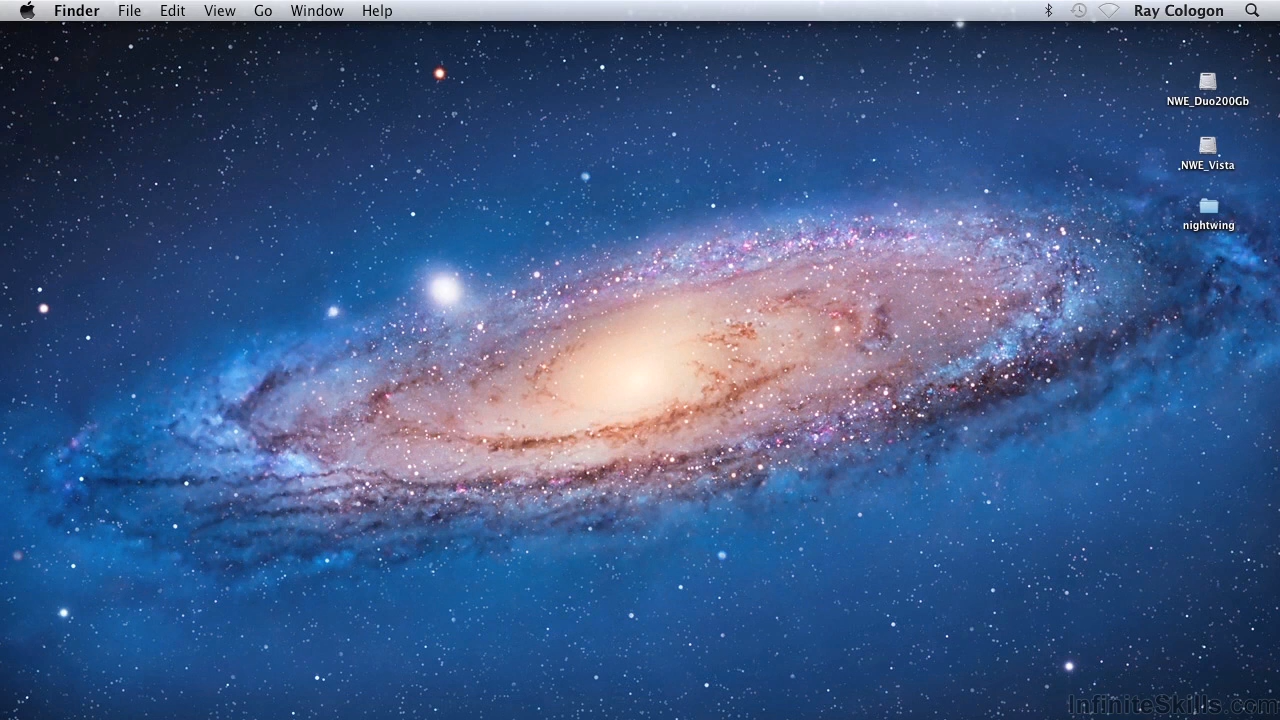 Finder File Edit View Go Window Help Ray Cologon
NWE_Duo200Gb
NWE_Vista
nightwing
InfiniteSkills.com